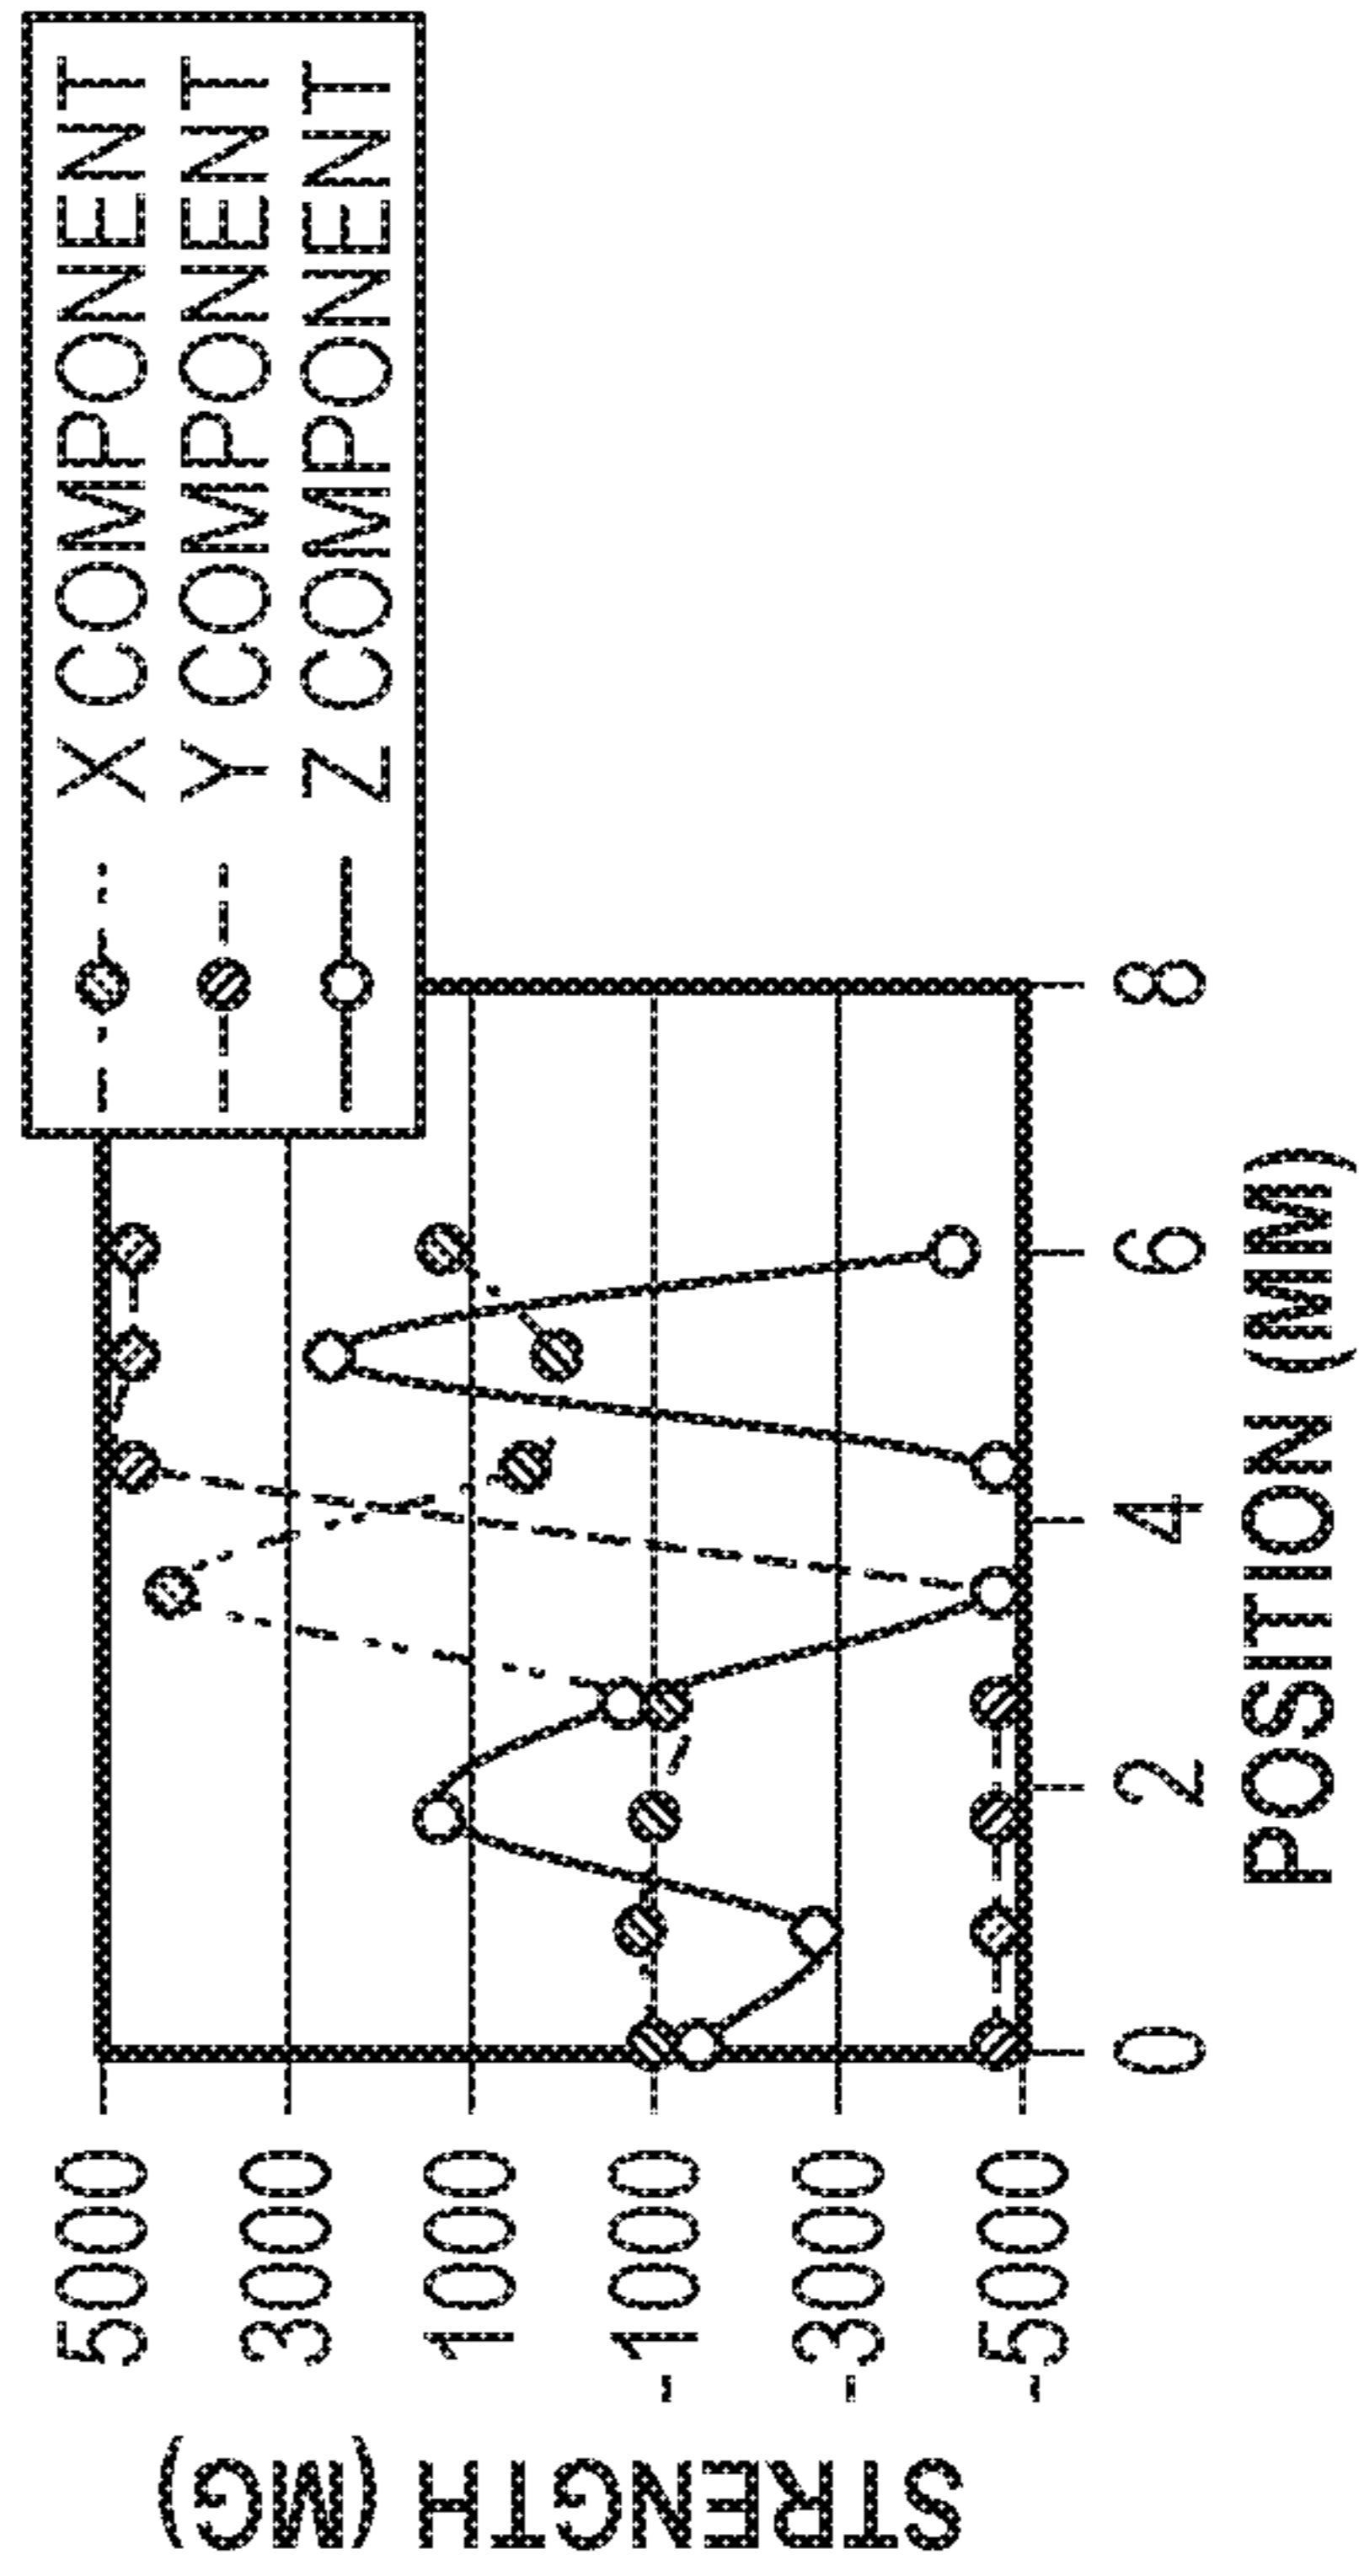 X COMPONENT
Y COMPONENT
Z COMPONENT
STRENGTH (MG)
5000
3000
1000
-1000
-3000
-5000
0 2 4 6 8
POSITION (MM)